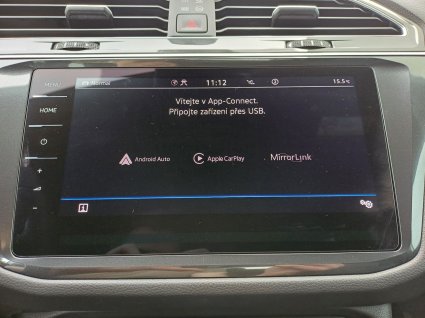 MENU
Normal
11:12
15.5°C
HOME
Vítejte v App-Connect.
Připojte zařízení přes USB.
Android Auto
Apple CarPlay
MirrorLink
+
-